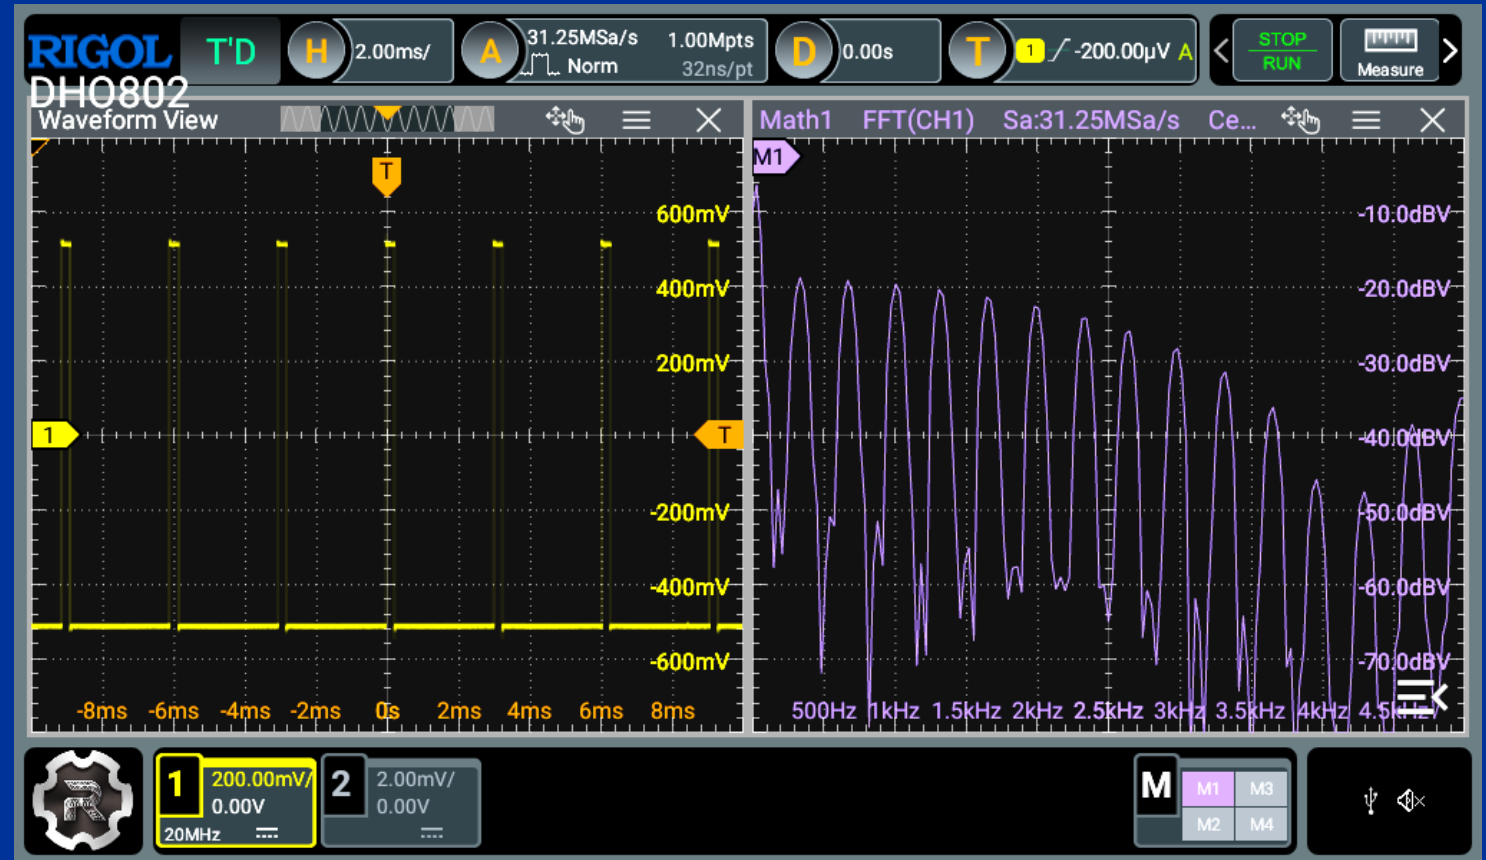 RIGOL T'D H 2.00ms/ A 31.25MSa/s 1.00Mpts D 0.00s T 1 -200.00µV A STOP
Norm 32ns/pt RUN Measure
DHO802
Waveform View Math1 FFT(CH1) Sa:31.25MSa/s Ce...
T M1
600mV -10.0dBV
400mV -20.0dBV
200mV -30.0dBV
1 T -40.0dBV
-200mV -50.0dBV
-400mV -60.0dBV
-600mV -70.0dBV
-8ms -6ms -4ms -2ms 0s 2ms 4ms 6ms 8ms 500Hz 1kHz 1.5kHz 2kHz 2.5kHz 3kHz 3.5kHz 4kHz 4.5kHz
1 200.00mV/ 2 2.00mV/ M M1 M3
0.00V 0.00V M2 M4
20MHz
R